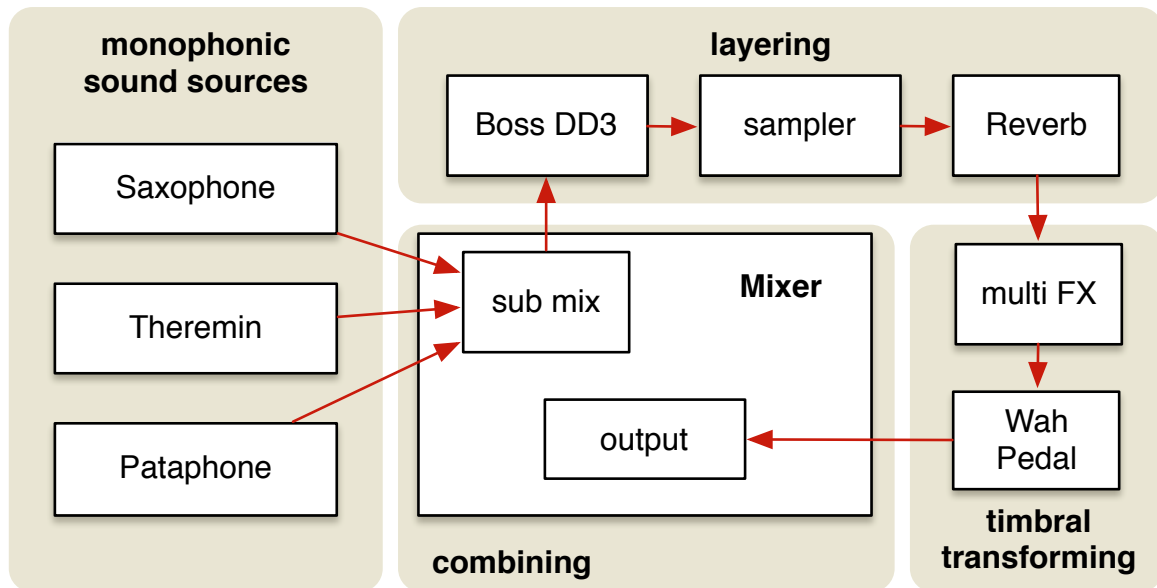 monophonic
sound sources
Saxophone
Theremin
Pataphone
layering
Boss DD3
sampler
Reverb
sub mix
Mixer
output
combining
multi FX
Wah
Pedal
timbral
transforming